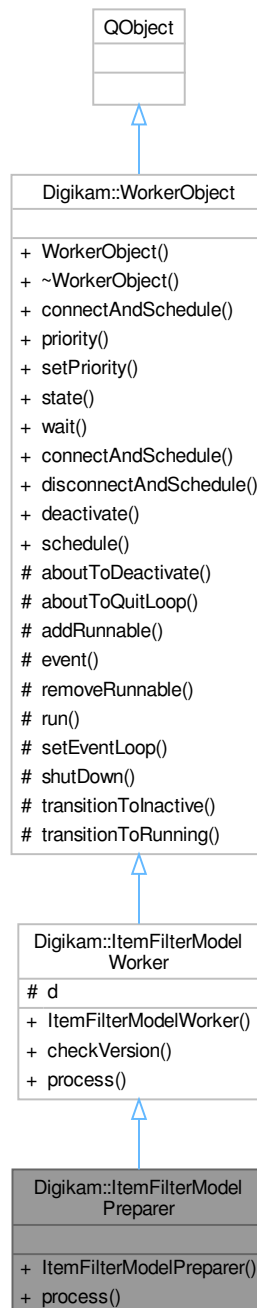 QObject
Digikam::WorkerObject
+ WorkerObject()
+ ~WorkerObject()
+ connectAndSchedule()
+ priority()
+ setPriority()
+ state()
+ wait()
+ connectAndSchedule()
+ disconnectAndSchedule()
+ deactivate()
+ schedule()
# aboutToDeactivate()
# aboutToQuitLoop()
# addRunnable()
# event()
# removeRunnable()
# run()
# setEventLoop()
# shutDown()
# transitionToInactive()
# transitionToRunning()
Digikam::ItemFilterModel
Worker
# d
+ ItemFilterModelWorker()
+ checkVersion()
+ process()
Digikam::ItemFilterModel
Preparer
+ ItemFilterModelPreparer()
+ process()